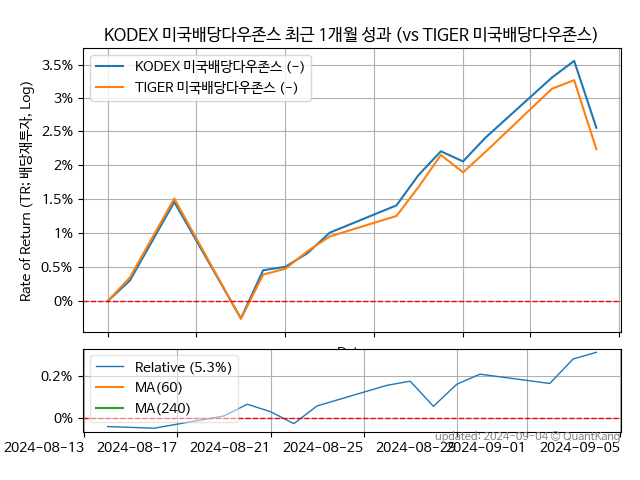 KODEX 미국배당다우존스 최근 1개월 성과 (vs TIGER 미국배당다우존스)
Rate of Return (TR: 배당재투자, Log)
3.5%
3%
2.5%
2%
1.5%
1%
0.5%
0%
KODEX 미국배당다우존스 (-)
TIGER 미국배당다우존스 (-)
0.2%
0%
Relative (5.3%)
MA(60)
MA(240)
updated: 2024-09-04 © QuantKang
2024-08-13 2024-08-17 2024-08-21 2024-08-25 2024-08-29 2024-09-01 2024-09-05